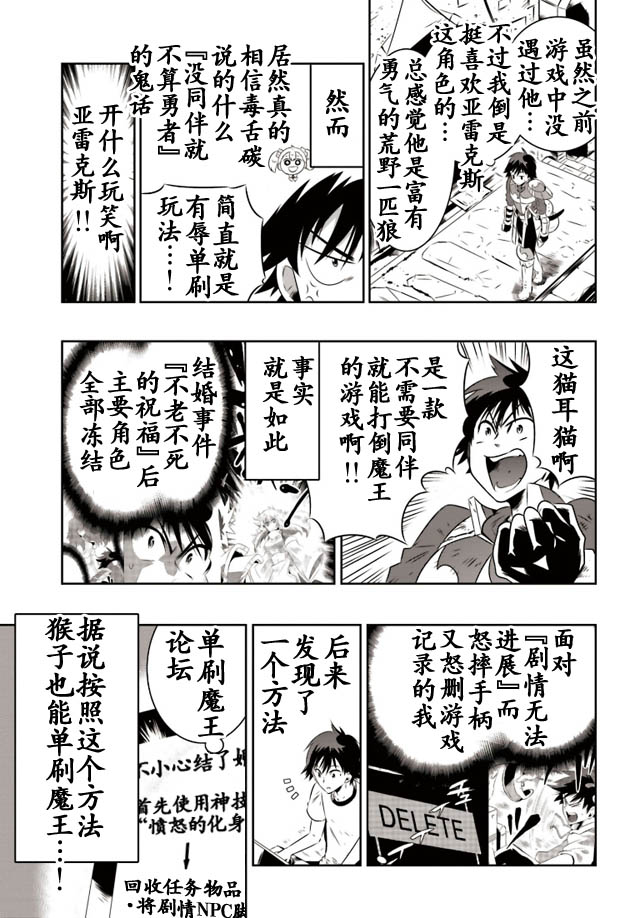 虽然之前
游戏中没
遇过他…
不过我倒是
挺喜欢亚雷克斯
这角色的…
总感觉他是富有
勇气的荒野一匹狼
然而
居然真的
相信毒舌碳
说的什么
『没同伴就
不算勇者』
的鬼话
简直就是
有辱单刷
玩法…！
开什么玩笑啊
亚雷克斯！！
这猫耳猫啊
是一款
不需要同伴
就能打倒魔王
的游戏啊！！
事实
就是如此
结婚事件
『不老不死
的祝福』后
主要角色
全部冻结
面对
『剧情无法
进展』而
怒摔手柄
又怒删游戏
记录的我
DELETE
后来
发现了
一个方法
单刷魔王
论坛
不小心结了
首先使用神技
“愤怒的化身
回收任务物品
·将剧情NPC
据说按照这个方法
猴子也能单刷魔王…！